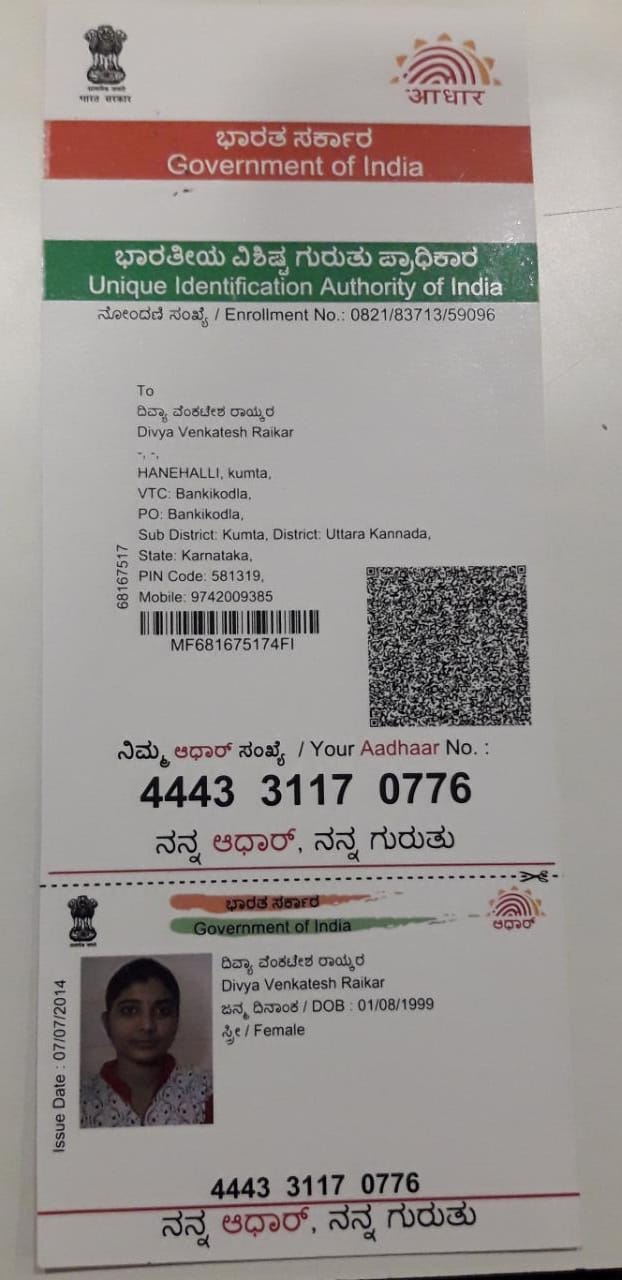 भारत सरकार
आधार
ಭಾರತ ಸರ್ಕಾರ
Government of India
ಭಾರತೀಯ ವಿಶಿಷ್ಟ ಗುರುತು ಪ್ರಾಧಿಕಾರ
Unique Identification Authority of India
ನೋಂದಣಿ ಸಂಖ್ಯೆ / Enrollment No.: 0821/83713/59096
To
ದಿವ್ಯಾ ವೆಂಕಟೇಶ ರಾಯ್ಕರ
Divya Venkatesh Raikar
-, -,
HANEHALLI, kumta,
VTC: Bankikodla,
PO: Bankikodla,
Sub District: Kumta, District: Uttara Kannada,
State: Karnataka,
PIN Code: 581319,
Mobile: 9742009385
68167517
MF681675174FI
ನಿಮ್ಮ ಆಧಾರ್ ಸಂಖ್ಯೆ / Your Aadhaar No. :
4443 3117 0776
ನನ್ನ ಆಧಾರ್, ನನ್ನ ಗುರುತು
ಭಾರತ ಸರ್ಕಾರ
Government of India
ಆಧಾರ್
ದಿವ್ಯಾ ವೆಂಕಟೇಶ ರಾಯ್ಕರ
Divya Venkatesh Raikar
ಜನ್ಮ ದಿನಾಂಕ / DOB : 01/08/1999
ಸ್ತ್ರೀ / Female
Issue Date : 07/07/2014
4443 3117 0776
ನನ್ನ ಆಧಾರ್, ನನ್ನ ಗುರುತು